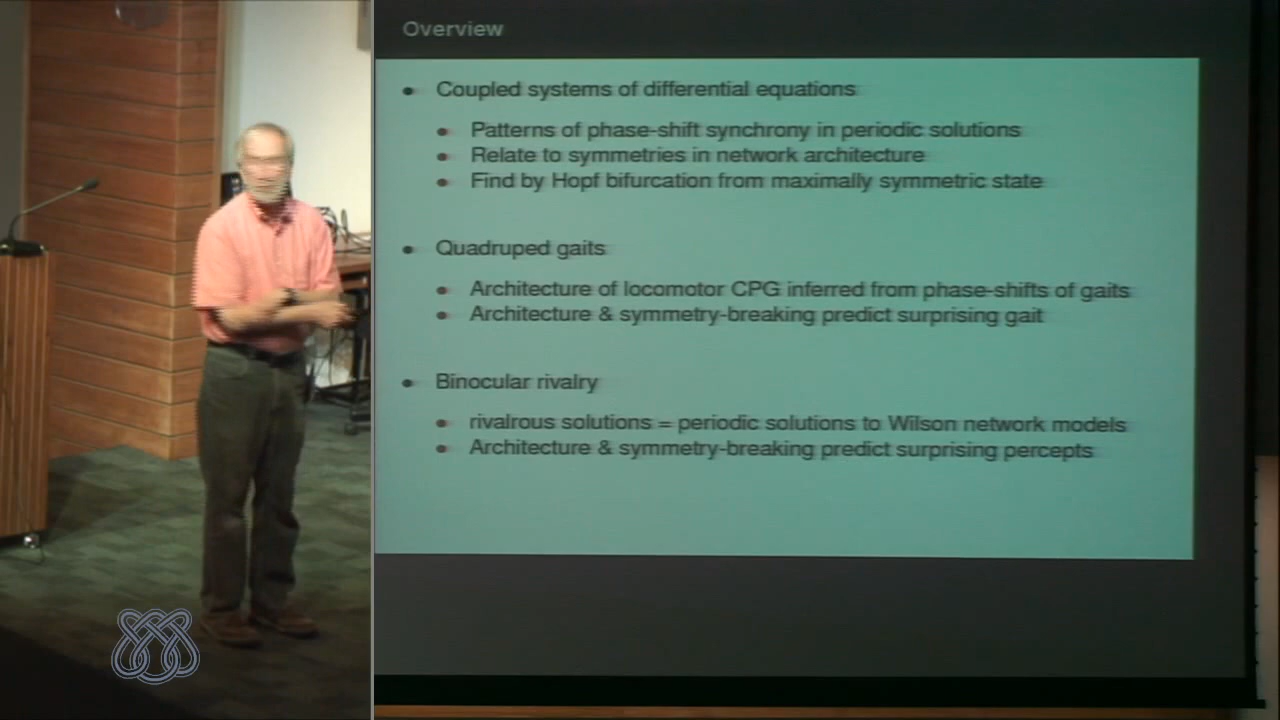 Overview
• Coupled systems of differential equations
• Patterns of phase-shift synchrony in periodic solutions
• Relate to symmetries in network architecture
• Find by Hopf bifurcation from maximally symmetric state
• Quadruped gaits
• Architecture of locomotor CPG inferred from phase-shifts of gaits
• Architecture & symmetry-breaking predict surprising gait
• Binocular rivalry
• rivalrous solutions = periodic solutions to Wilson network models
• Architecture & symmetry-breaking predict surprising percepts